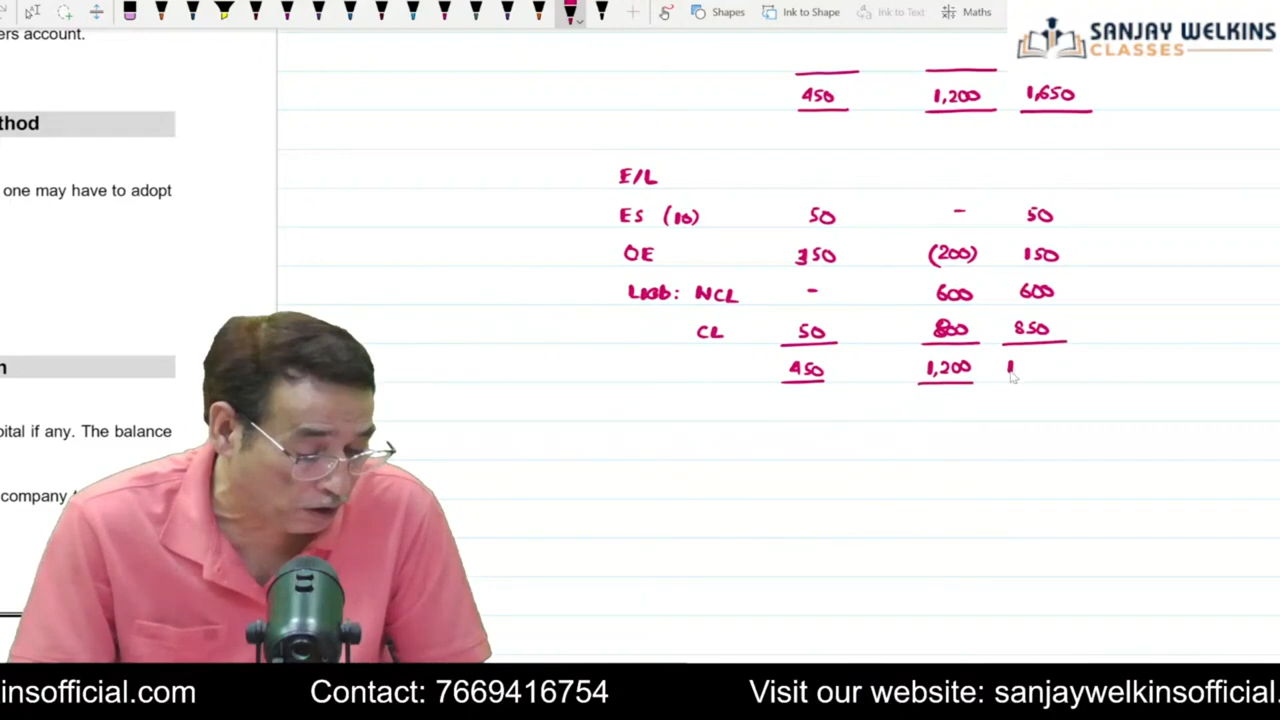 Shapes Ink to Shape Ink to Text Maths
SANJAY WELKINS
CLASSES
ers account.
450 1,200 1,650
thod
one may have to adopt
E/L
ES (10) 50 - 50
OE 350 (200) 150
Liab: NCL - 600 600
CL 50 800 850
450 1,200 1
n
pital if any. The balance
company
insofficial.com Contact: 7669416754 Visit our website: sanjaywelkinsofficial.